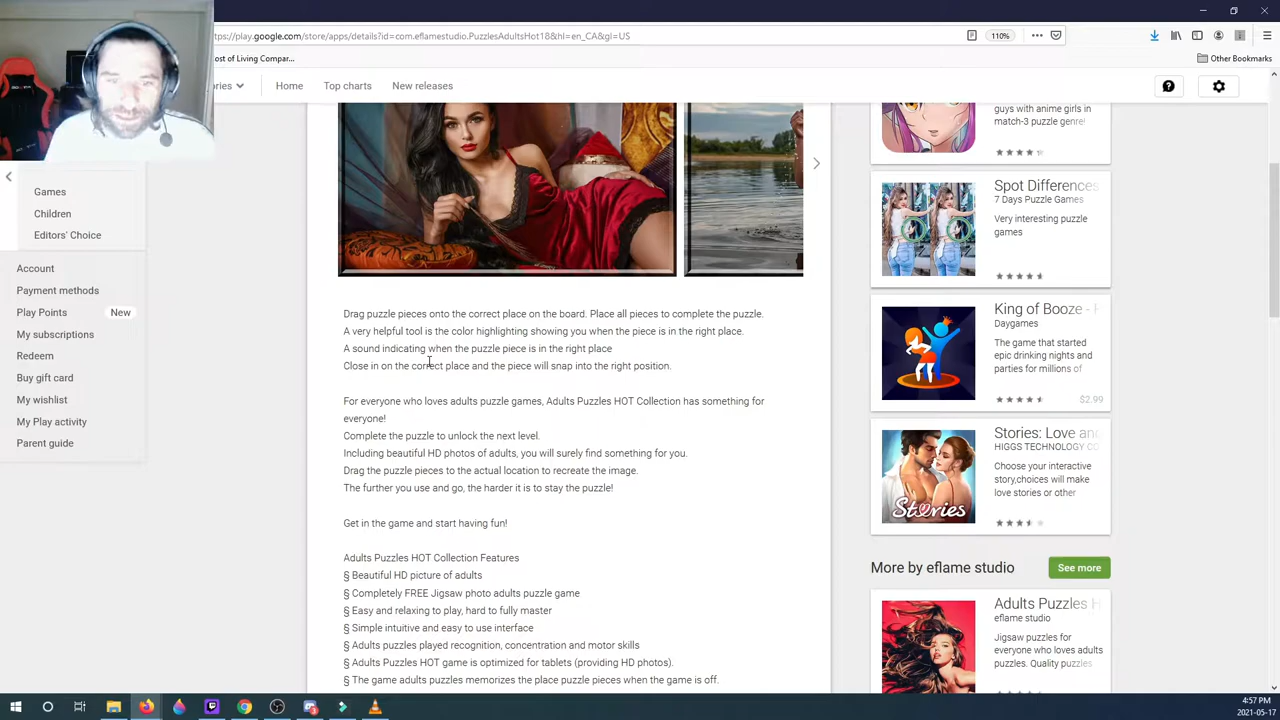 ttps://play.google.com/store/apps/details?id=com.eflamestudio.PuzzlesAdultsHot18&hl=en_CA&gl=US
110%
ost of Living Compar...
Other Bookmarks
ries
Home
Top charts
New releases
Games
Children
Editors' Choice
Account
Payment methods
Play Points New
My subscriptions
Redeem
Buy gift card
My wishlist
My Play activity
Parent guide
Drag puzzle pieces onto the correct place on the board. Place all pieces to complete the puzzle.
A very helpful tool is the color highlighting showing you when the piece is in the right place.
A sound indicating when the puzzle piece is in the right place
Close in on the correct place and the piece will snap into the right position.
For everyone who loves adults puzzle games, Adults Puzzles HOT Collection has something for
everyone!
Complete the puzzle to unlock the next level.
Including beautiful HD photos of adults, you will surely find something for you.
Drag the puzzle pieces to the actual location to recreate the image.
The further you use and go, the harder it is to stay the puzzle!
Get in the game and start having fun!
Adults Puzzles HOT Collection Features
§ Beautiful HD picture of adults
§ Completely FREE Jigsaw photo adults puzzle game
§ Easy and relaxing to play, hard to fully master
§ Simple intuitive and easy to use interface
§ Adults puzzles played recognition, concentration and motor skills
§ Adults Puzzles HOT game is optimized for tablets (providing HD photos).
§ The game adults puzzles memorizes the place puzzle pieces when the game is off.
guys with anime girls in
match-3 puzzle genre!
Spot Differences
7 Days Puzzle Games
Very interesting puzzle
games
King of Booze -
Daygames
The game that started
epic drinking nights and
parties for millions of
$2.99
Stories: Love and
HIGGS TECHNOLOGY CO
Choose your interactive
story,choices will make
love stories or other
Stories
More by eflame studio
See more
Adults Puzzles H
eflame studio
Jigsaw puzzles for
everyone who loves adults
puzzles. Quality puzzles
4:57 PM
2021-05-17